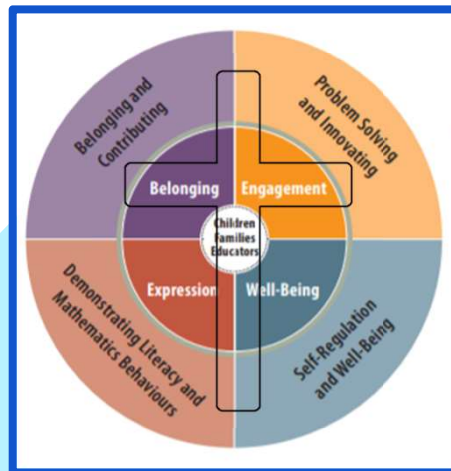 Belonging and
Contributing
Problem Solving
and Innovating
Belonging
Engagement
Children
Families
Educators
Expression
Well-Being
Demonstrating Literacy and
Mathematics Behaviours
Self-Regulation
and Well-Being